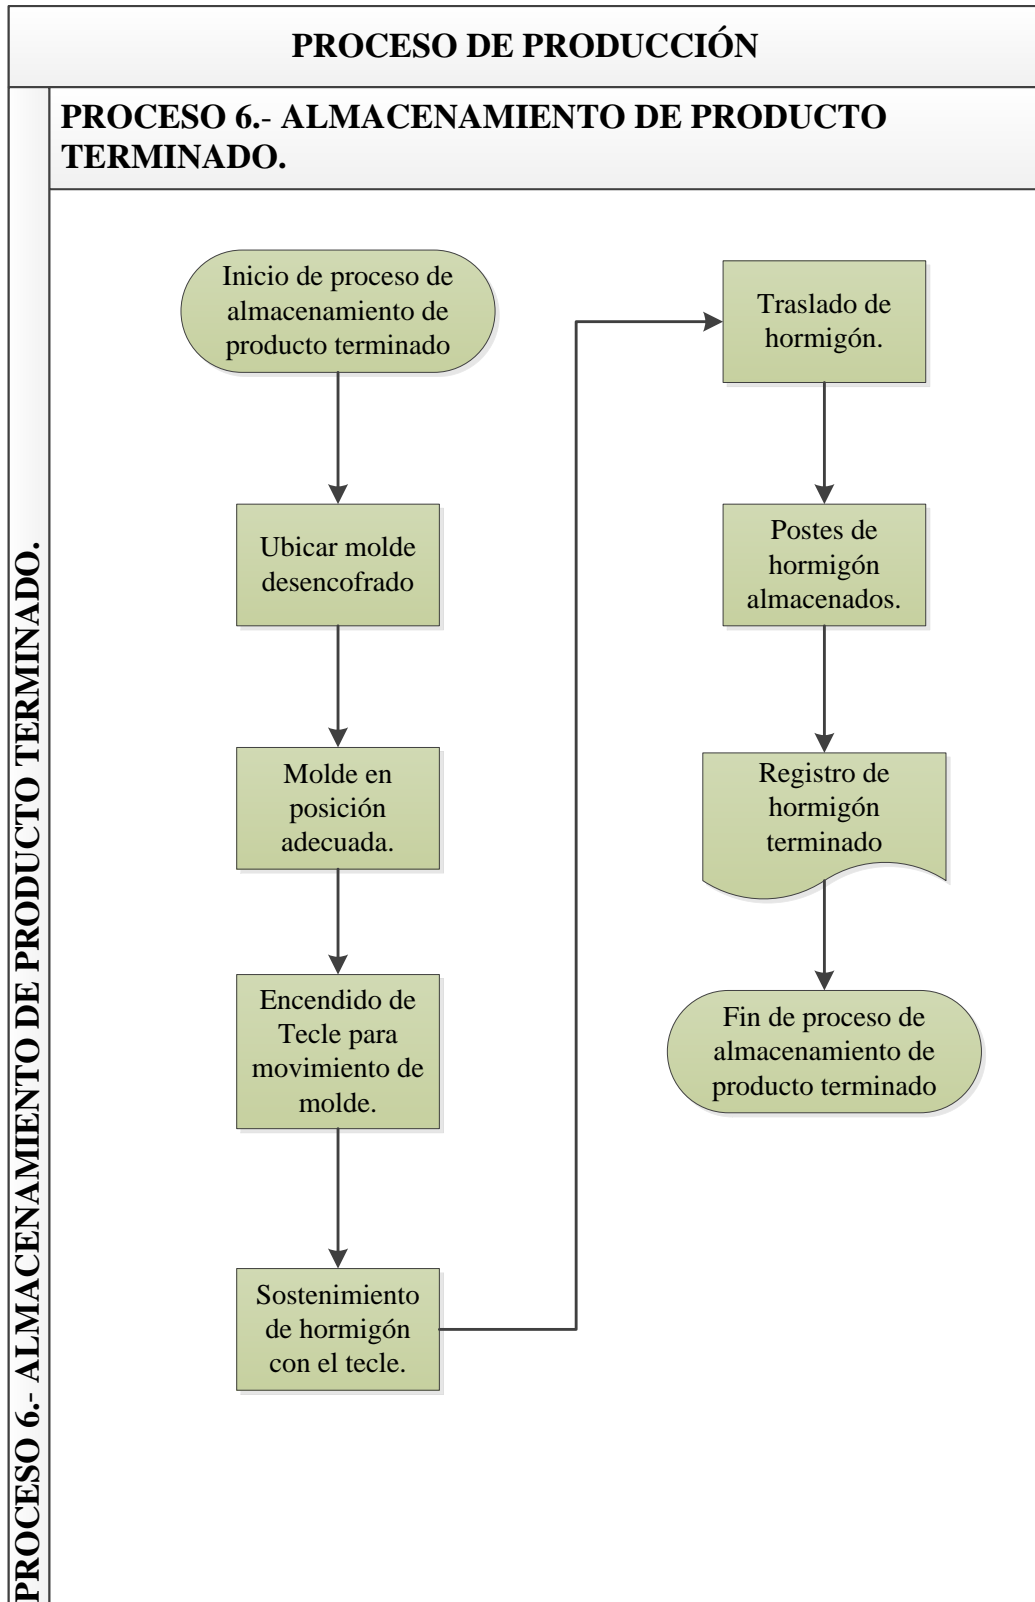 PROCESO DE PRODUCCIÓN
PROCESO 6.- ALMACENAMIENTO DE PRODUCTO
TERMINADO.
PROCESO 6.- ALMACENAMIENTO DE PRODUCTO TERMINADO.
Inicio de proceso de
almacenamiento de
producto terminado
Ubicar molde
desencofrado
Molde en
posición
adecuada.
Encendido de
Tecle para
movimiento de
molde.
Sostenimiento
de hormigón
con el tecle.
Traslado de
hormigón.
Postes de
hormigón
almacenados.
Registro de
hormigón
terminado
Fin de proceso de
almacenamiento de
producto terminado